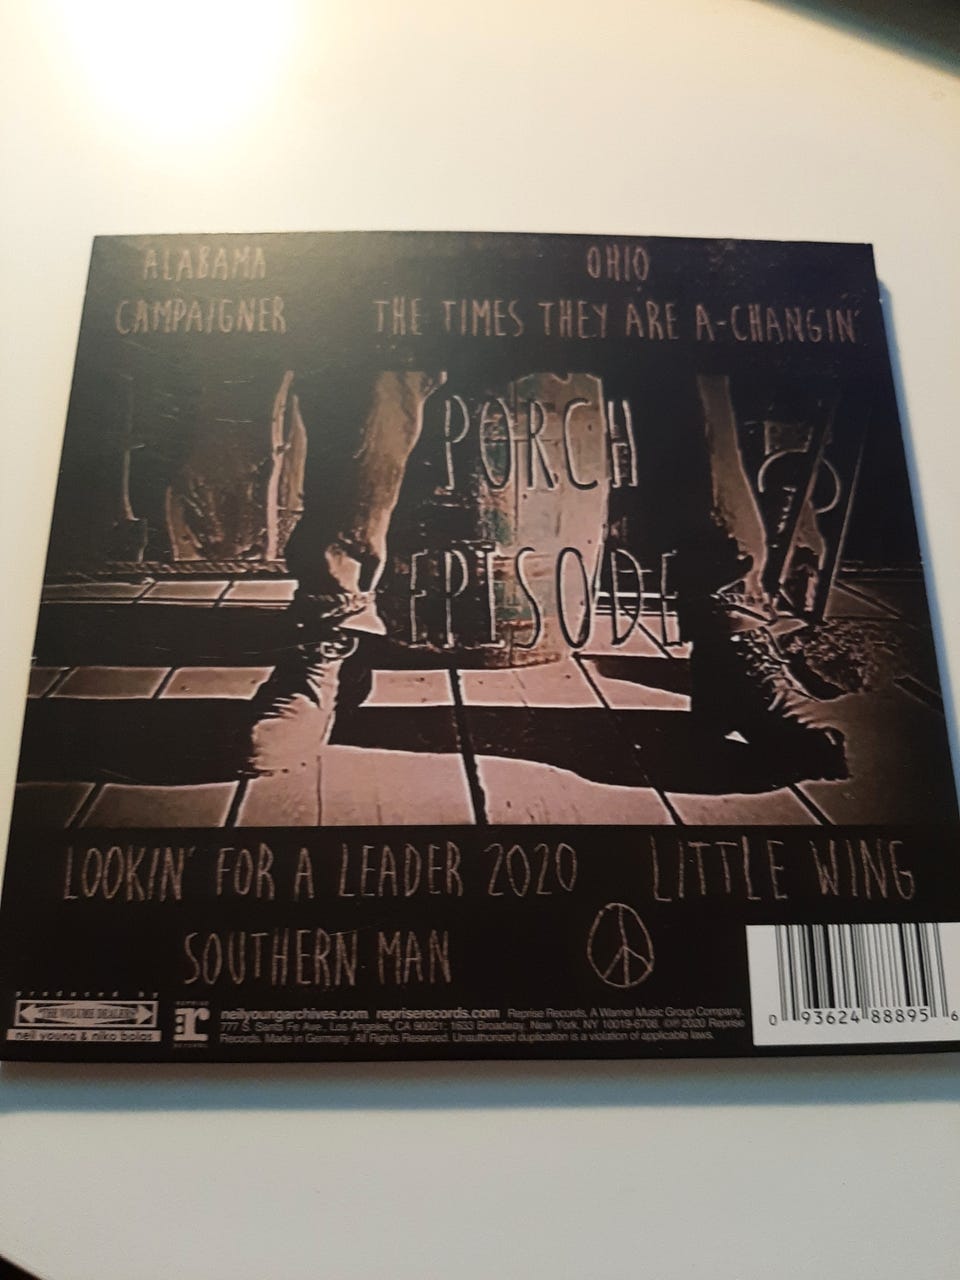 ALABAMA
OHIO
CAMPAIGNER
THE TIMES THEY ARE A-CHANGIN'
PORCH
EPISODE
LOOKIN' FOR A LEADER 2020
LITTLE WING
SOUTHERN MAN
produced by
THE VOLUME DEALERS
neil young & niko bolas
REPRISE
r
RECORDS
neilyoungarchives.com repriserecords.com Reprise Records, A Warner Music Group Company,
777 S. Santa Fe Ave., Los Angeles, CA 90021; 1633 Broadway, New York, NY 10019-6708. ©℗ 2020 Reprise
Records. Made in Germany. All Rights Reserved. Unauthorized duplication is a violation of applicable laws.
0 93624 88895 6